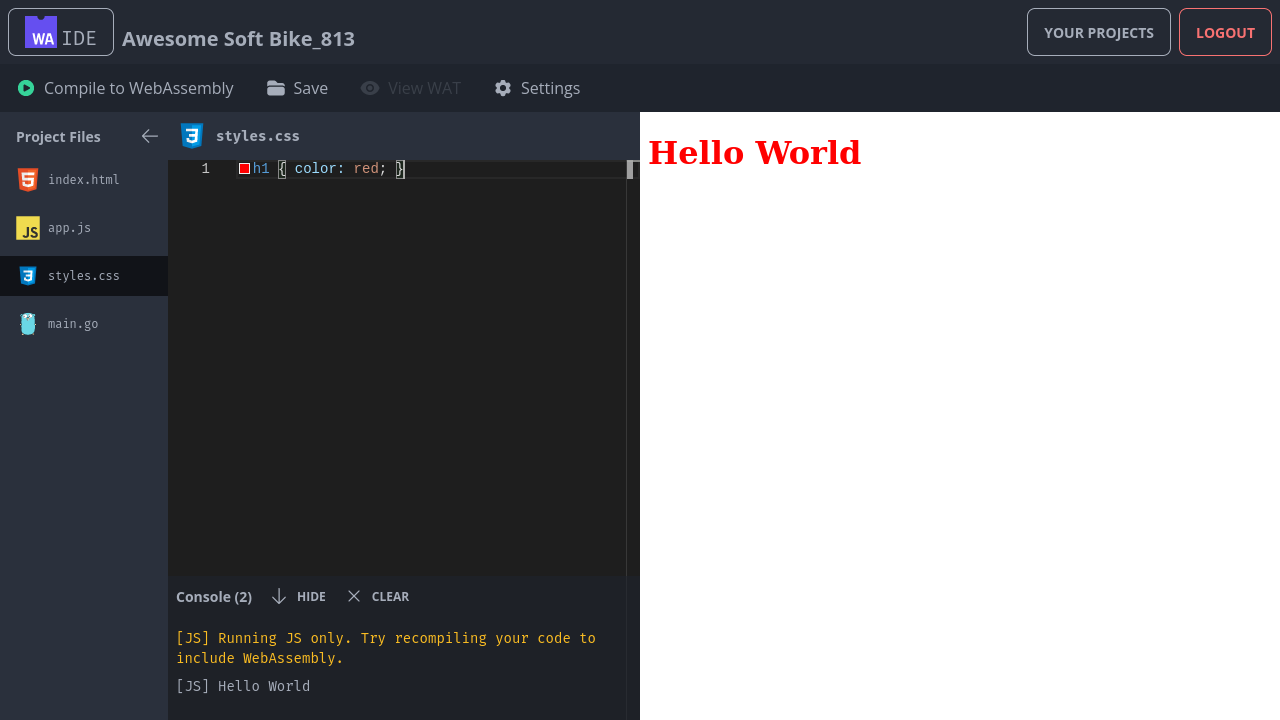 WA IDE
Awesome Soft Bike_813
YOUR PROJECTS
LOGOUT
Compile to WebAssembly
Save
View WAT
Settings
Project Files
index.html
JS app.js
3 styles.css
main.go
3 styles.css
1 h1 { color: red; }
Console (2)
HIDE
CLEAR
[JS] Running JS only. Try recompiling your code to
include WebAssembly.
[JS] Hello World
Hello World